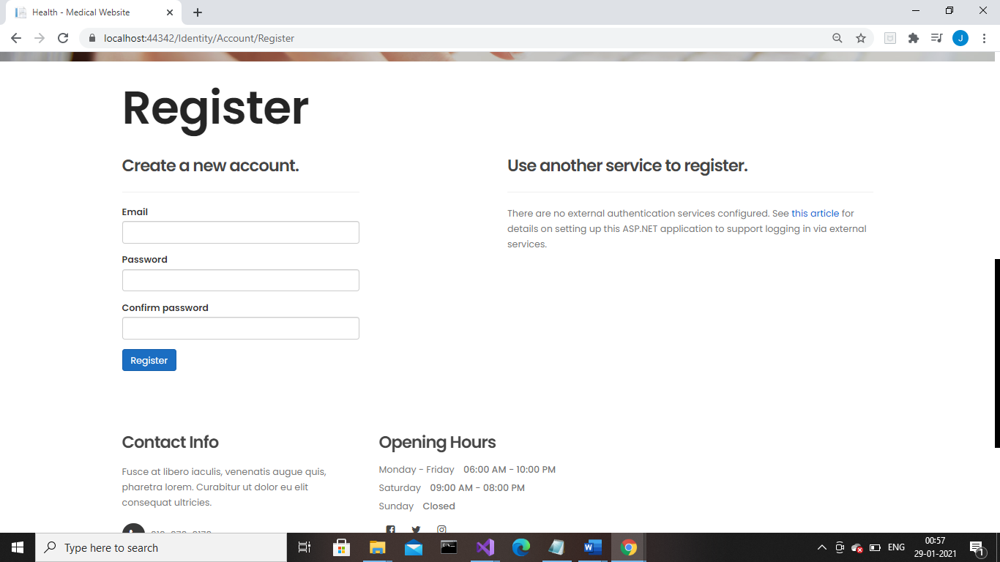 Health - Medical Website
localhost:44342/Identity/Account/Register
J
Register
Create a new account.
Email
Password
Confirm password
Register
Use another service to register.
There are no external authentication services configured. See this article for
details on setting up this ASP.NET application to support logging in via external
services.
Contact Info
Fusce at libero iaculis, venenatis augue quis,
pharetra lorem. Curabitur ut dolor eu elit
consequat ultricies.
Opening Hours
Monday - Friday 06:00 AM - 10:00 PM
Saturday 09:00 AM - 08:00 PM
Sunday Closed
Type here to search
ENG
00:57
29-01-2021
1